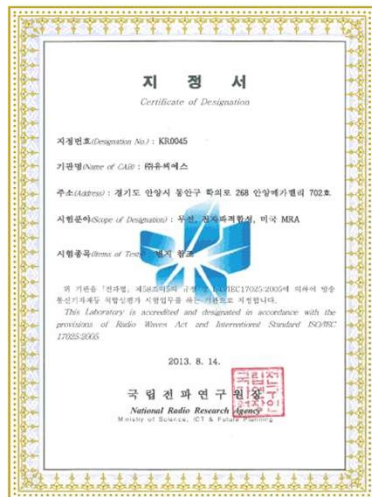 지 정 서
Certificate of Designation
지정번호(Designation No.) : KR0045
기관명(Name of CAB) : ㈜유씨에스
주소(Address) : 경기도 안양시 동안구 학의로 268 안양메가밸리 702호
시험분야(Scope of Designation) : 무선, 전자파적합성, 미국 MRA
시험종목(Items of Tests) : 별지 참조
위 기관을 「전파법」 제58조의5의 규정 및 ISO/IEC17025:2005에 의하여 방송
통신기자재등 적합성평가 시험업무를 하는 기관으로 지정합니다.
This Laboratory is accredited and designated in accordance with the
provisions of Radio Waves Act and International Standard ISO/IEC
17025:2005
2013. 8. 14.
국 립 전 파 연 구 원 장
National Radio Research Agency
Ministry of Science, ICT & Future Planning